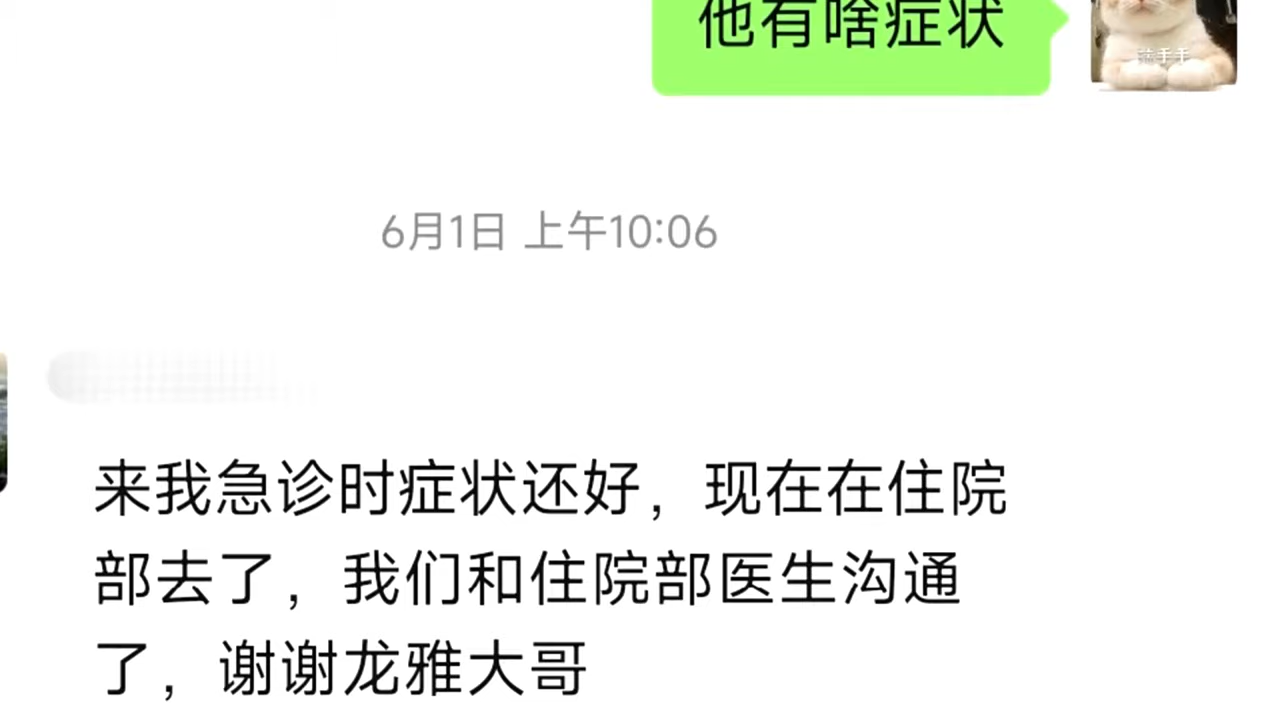 他有啥症状
6月1日 上午10:06
来我急诊时症状还好，现在在住院
部去了，我们和住院部医生沟通
了，谢谢龙雅大哥